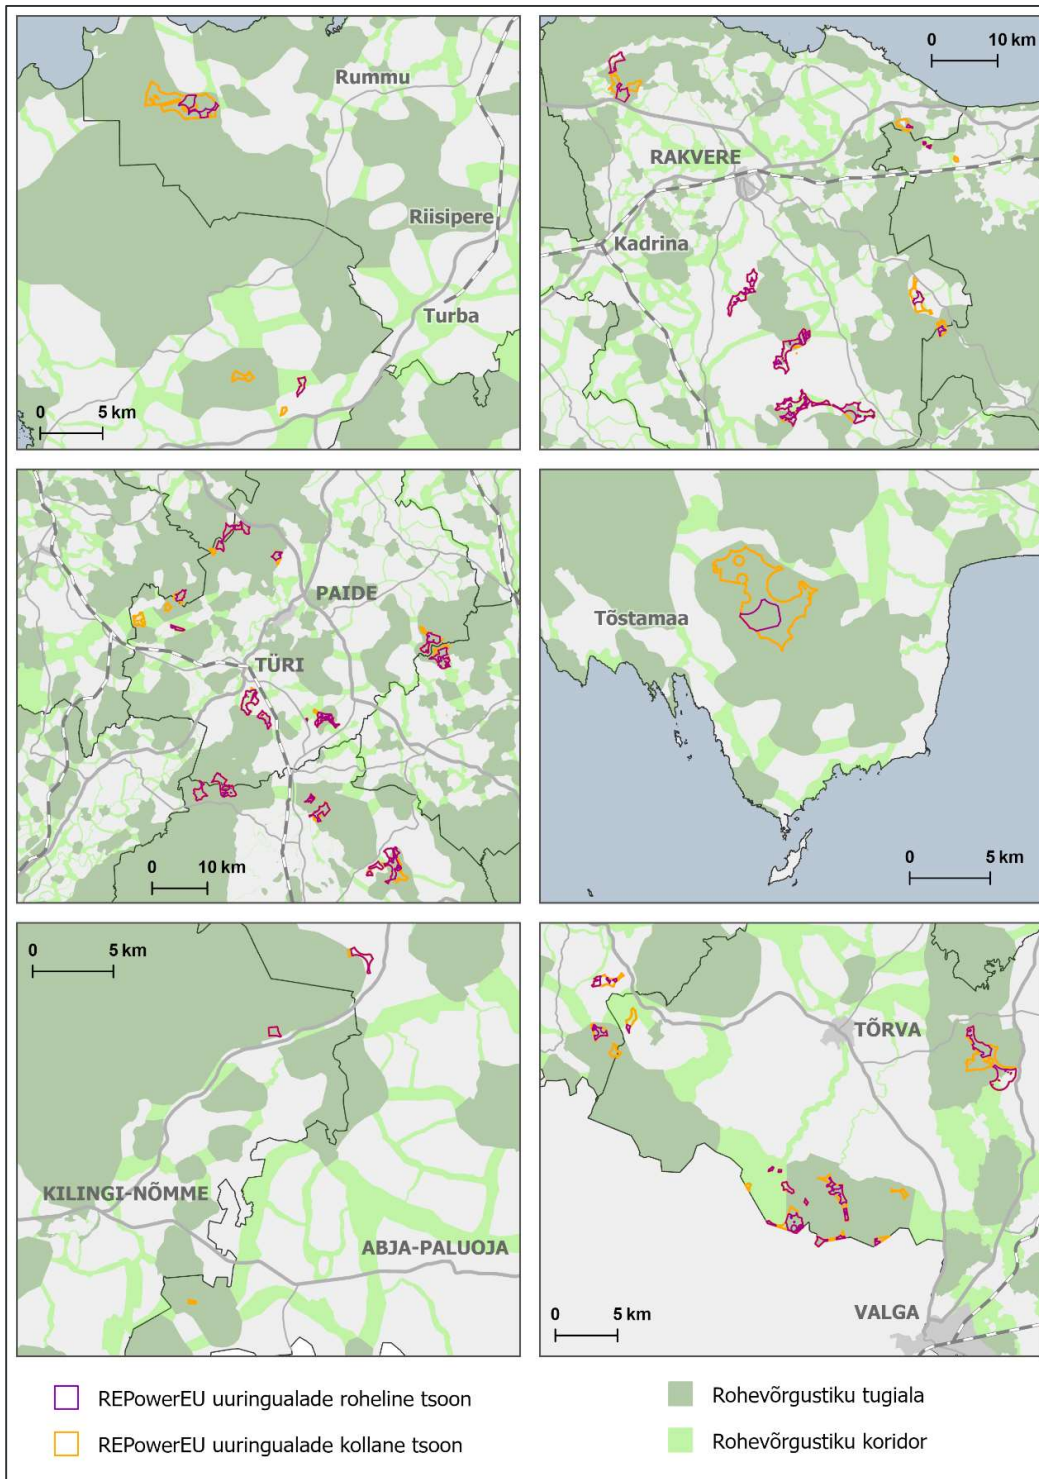 Rummu
Riisipere
Turba
0 5 km
0 10 km
RAKVERE
Kadrina
PAIDE
TÜRI
0 10 km
Tõstamaa
0 5 km
0 5 km
KILINGI-NÕMME
ABJA-PALUOJA
TÕRVA
0 5 km
VALGA
REPowerEU uuringualade roheline tsoon
REPowerEU uuringualade kollane tsoon
Rohevõrgustiku tugiala
Rohevõrgustiku koridor